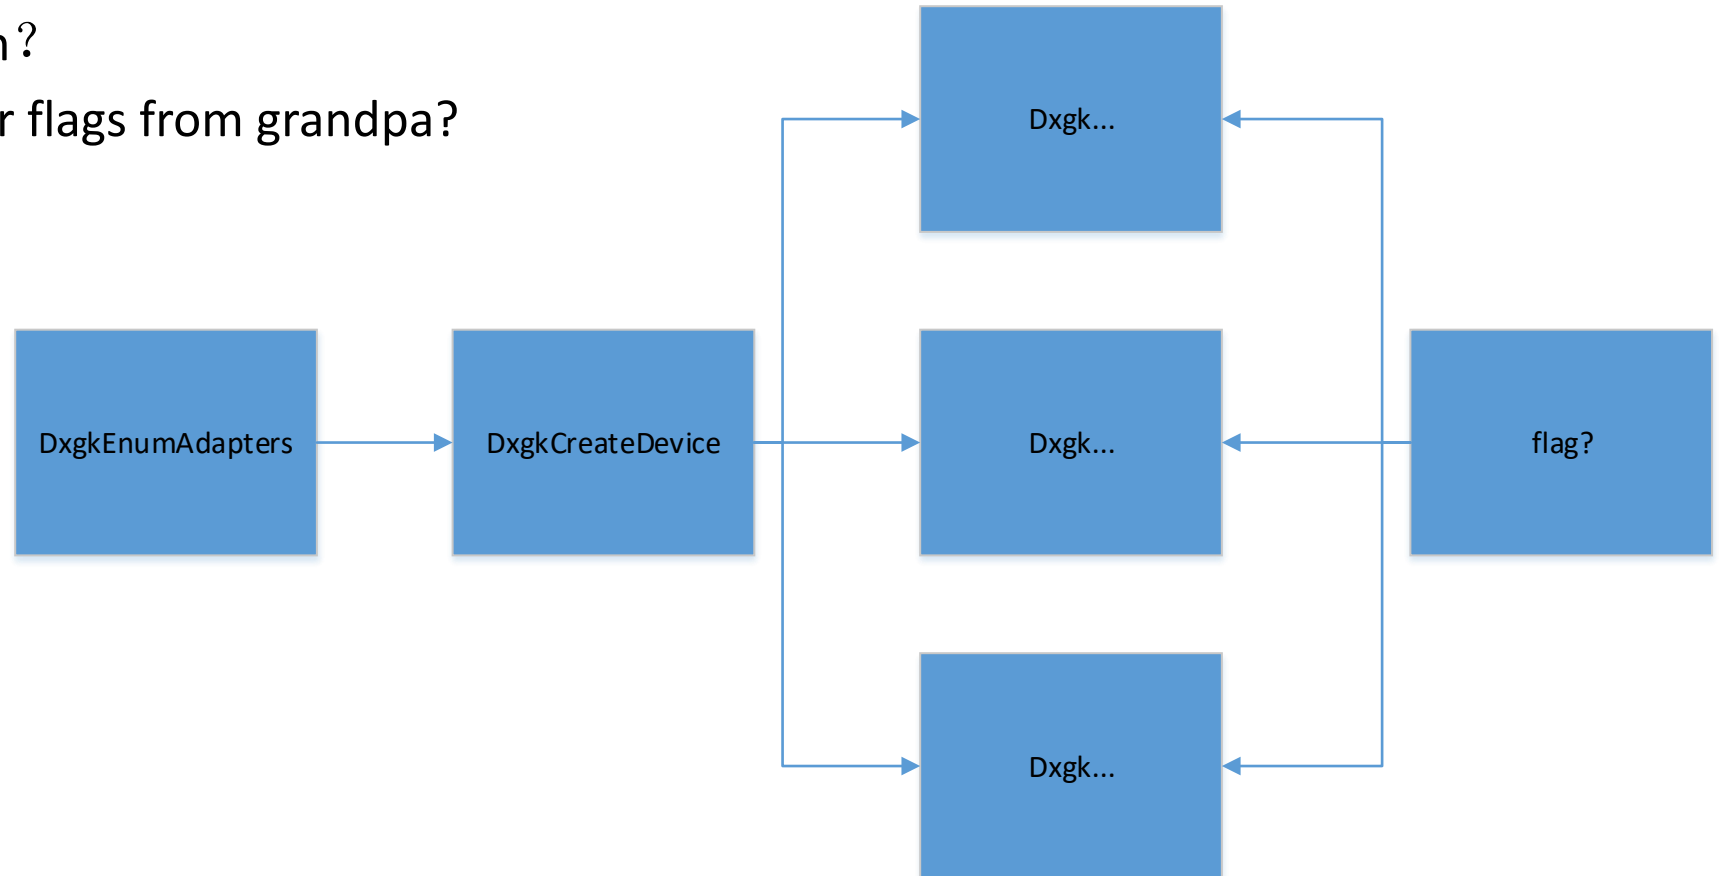 n？
r flags from grandpa?
Dxgk...
DxgkEnumAdapters
DxgkCreateDevice
Dxgk...
flag?
Dxgk...